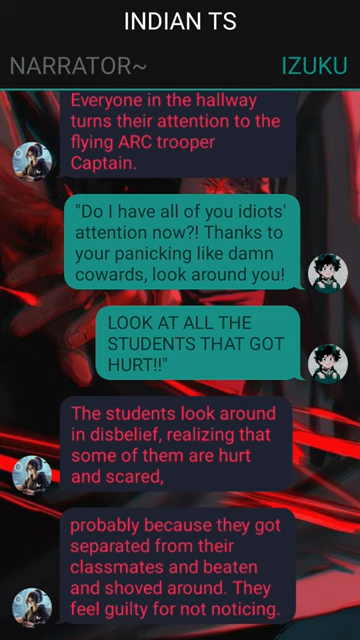 INDIAN TS
NARRATOR~ IZUKU
Everyone in the hallway
turns their attention to the
flying ARC trooper
Captain.
"Do I have all of you idiots'
attention now?! Thanks to
your panicking like damn
cowards, look around you!
LOOK AT ALL THE
STUDENTS THAT GOT
HURT!!"
The students look around
in disbelief, realizing that
some of them are hurt
and scared,
probably because they got
separated from their
classmates and beaten
and shoved around. They
feel guilty for not noticing.